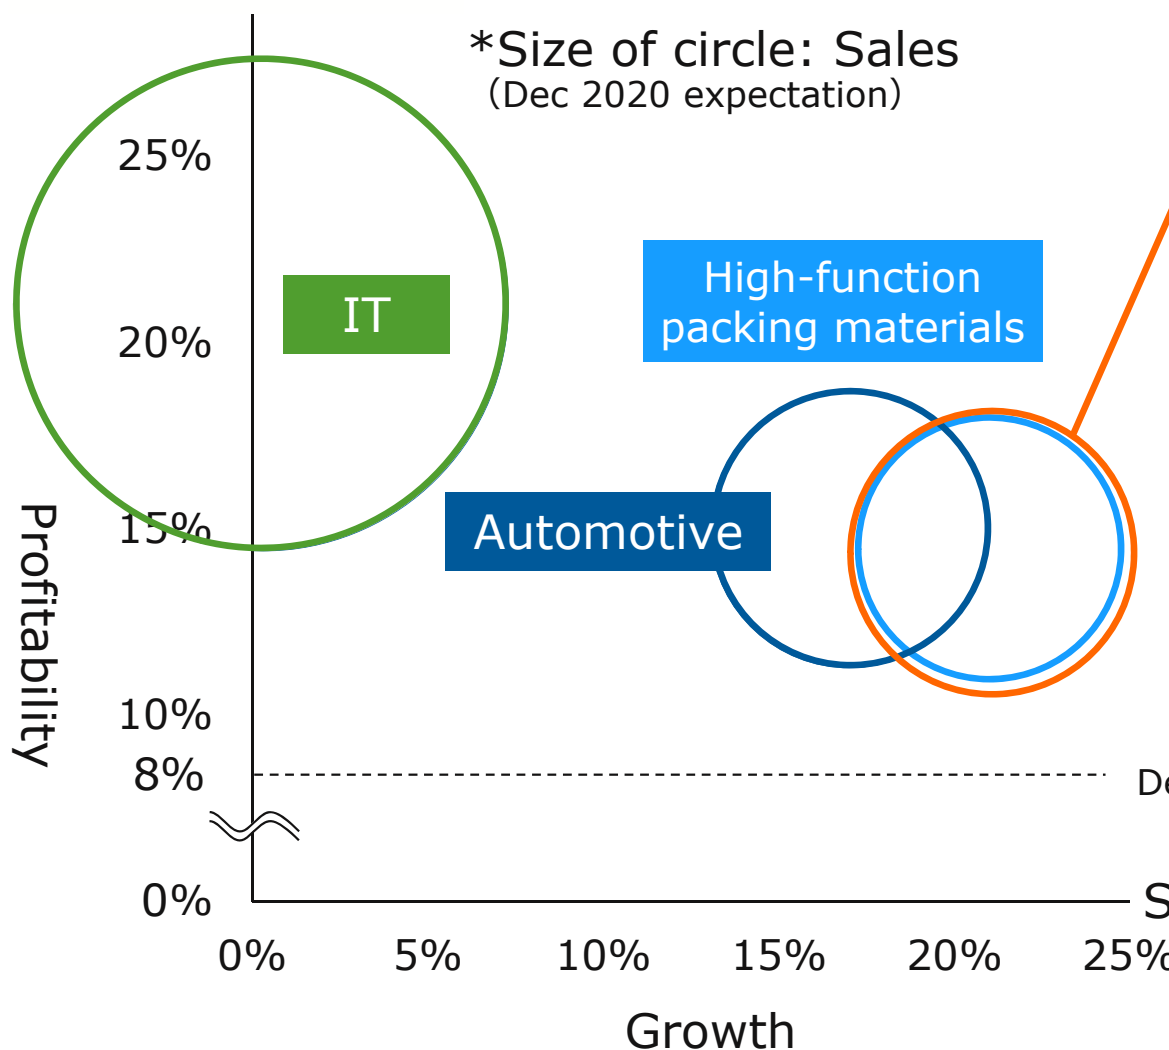 *Size of circle: Sales
（Dec 2020 expectation）
25%
High-function
packing materials
IT
20%
15%
Automotive
Profitability
10%
8%
0%
0%
5%
10%
15%
20%
25%
Growth